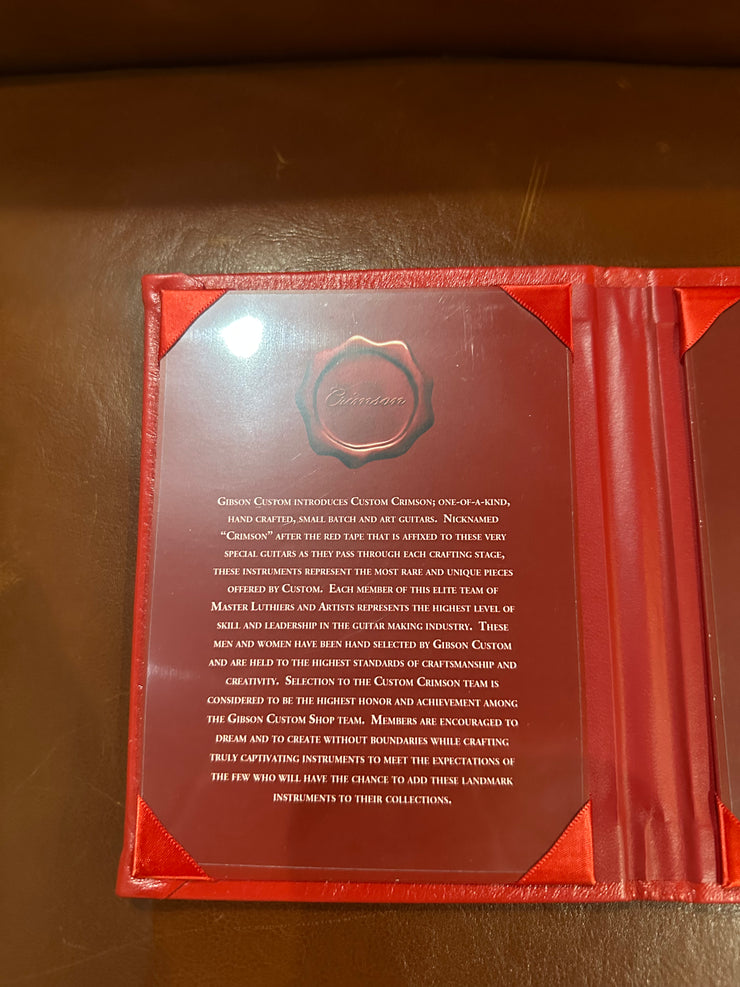 Crimson
Gibson Custom introduces Custom Crimson; one-of-a-kind,
hand crafted, small batch and art guitars. Nicknamed
“Crimson” after the red tape that is affixed to these very
special guitars as they pass through each crafting stage,
these instruments represent the most rare and unique pieces
offered by Custom. Each member of this elite team of
Master Luthiers and Artists represents the highest level of
skill and leadership in the guitar making industry. These
men and women have been hand selected by Gibson Custom
and are held to the highest standards of craftsmanship and
creativity. Selection to the Custom Crimson team is
considered to be the highest honor and achievement among
the Gibson Custom Shop team. Members are encouraged to
dream and to create without boundaries while crafting
truly captivating instruments to meet the expectations of
the few who will have the chance to add these landmark
instruments to their collections.